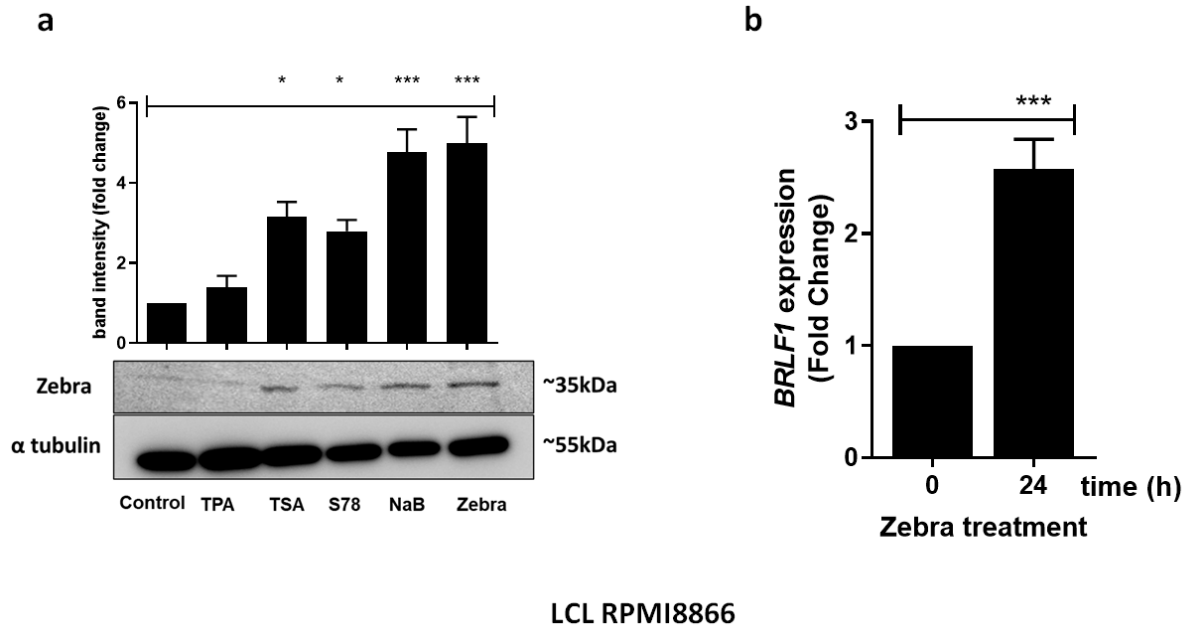 a
* * *** ***
6
4
2
0
band intensity (fold change)
Zebra ~35kDa
α tubulin ~55kDa
Control TPA TSA S78 NaB Zebra
b
***
3
2
1
0
BRLF1 expression
(Fold Change)
0 24 time (h)
Zebra treatment
LCL RPMI8866